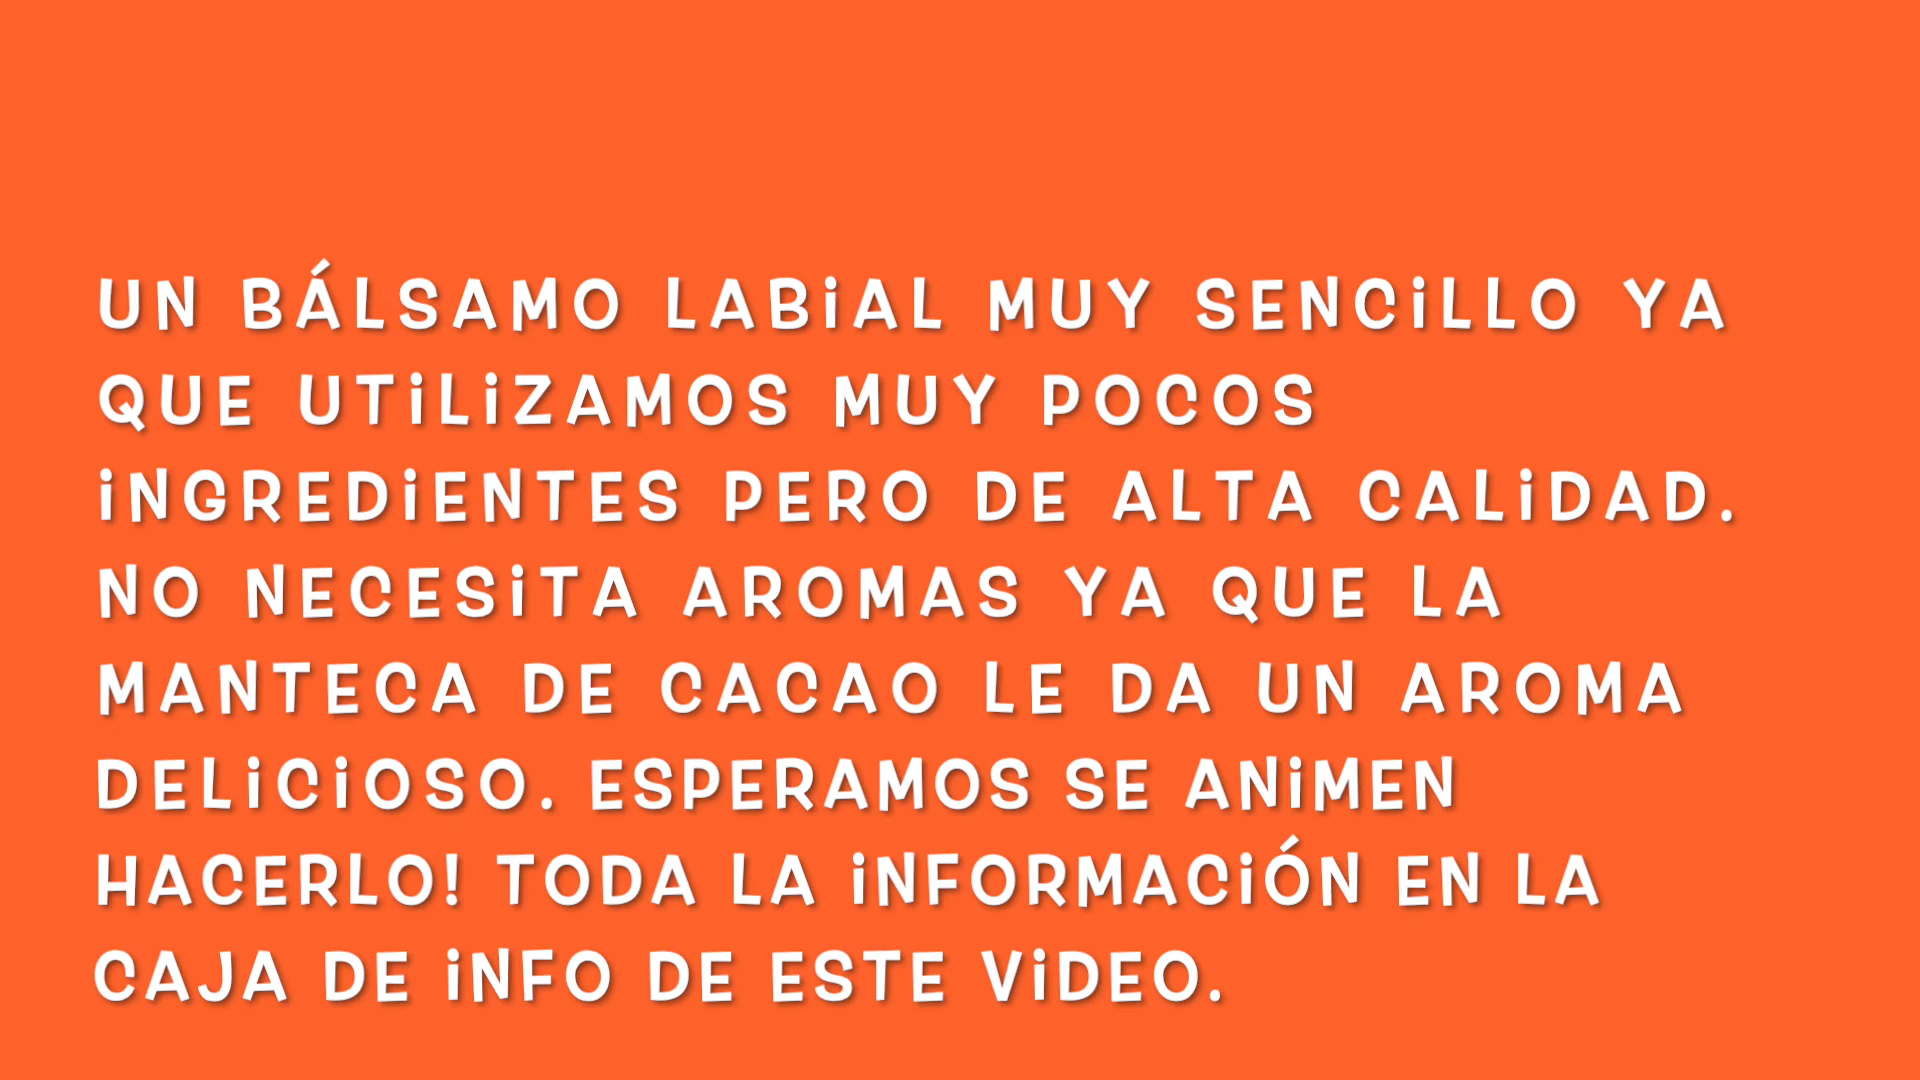 UN BÁLSAMO LABIAL MUY SENCILLO YA
QUE UTILIZAMOS MUY POCOS
INGREDIENTES PERO DE ALTA CALIDAD.
NO NECESITA AROMAS YA QUE LA
MANTECA DE CACAO LE DA UN AROMA
DELICIOSO. ESPERAMOS SE ANIMEN
HACERLO! TODA LA INFORMACIÓN EN LA
CAJA DE INFO DE ESTE VIDEO.